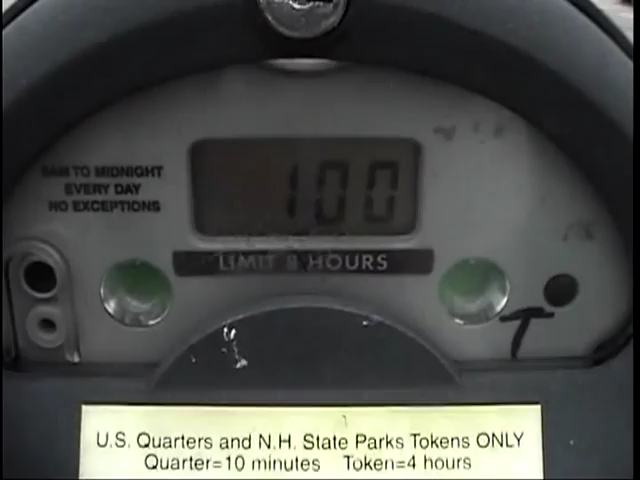 100
8AM TO MIDNIGHT
EVERY DAY
NO EXCEPTIONS
LIMIT 8 HOURS
T
U.S. Quarters and N.H. State Parks Tokens ONLY
Quarter=10 minutes Token=4 hours